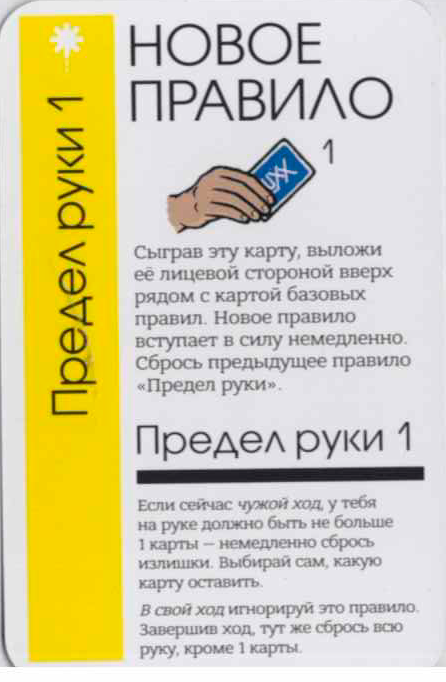 НОВОЕ
ПРАВИЛО
1
Предел руки 1
Сыграв эту карту, выложи
её лицевой стороной вверх
рядом с картой базовых
правил. Новое правило
вступает в силу немедленно.
Сбрось предыдущее правило
«Предел руки».
Предел руки 1
Если сейчас чужой ход, у тебя
на руке должно быть не больше
1 карты — немедленно сбрось
излишки. Выбирай сам, какую
карту оставить.
В свой ход игнорируй это правило.
Завершив ход, тут же сбрось всю
руку, кроме 1 карты.